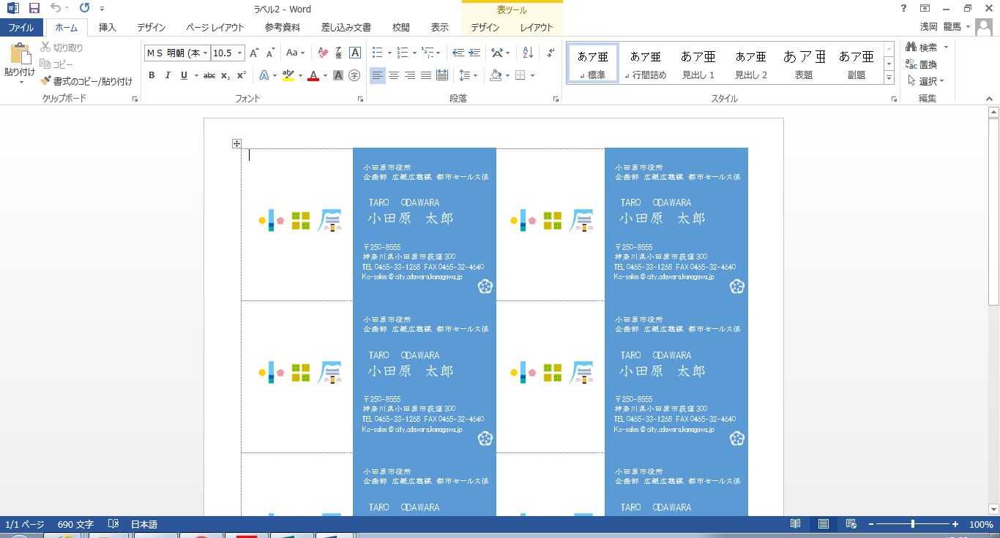 ラベル2 - Word
表ツール
ファイル ホーム 挿入 デザイン ページ レイアウト 参考資料 差し込み文書 校閲 表示 デザイン レイアウト
浅岡 龍馬
貼り付け
切り取り
コピー
書式のコピー/貼り付け
クリップボード
ＭＳ 明朝 (本 10.5
フォント
段落
あア亜 あア亜 あア亜 あア亜 あア亜 あア亜
標準 行間詰め 見出し 1 見出し 2 表題 副題
スタイル
検索
置換
選択
編集
小田原市役所
企画部 広報広聴課 都市セールス係
TARO ODAWARA
小田原 太郎
〒250-8555
神奈川県小田原市荻窪300
TEL 0465-33-1268 FAX 0465-32-4640
Ko-sales@city.odawara.kanagawa.jp
小田原
小田原市役所
企画部 広報広聴課 都市セールス係
TARO ODAWARA
小田原 太郎
〒250-8555
神奈川県小田原市荻窪300
TEL 0465-33-1268 FAX 0465-32-4640
Ko-sales@city.odawara.kanagawa.jp
小田原
小田原市役所
企画部 広報広聴課 都市セールス係
TARO ODAWARA
小田原 太郎
〒250-8555
神奈川県小田原市荻窪300
TEL 0465-33-1268 FAX 0465-32-4640
Ko-sales@city.odawara.kanagawa.jp
小田原
小田原市役所
企画部 広報広聴課 都市セールス係
TARO ODAWARA
小田原 太郎
〒250-8555
神奈川県小田原市荻窪300
TEL 0465-33-1268 FAX 0465-32-4640
Ko-sales@city.odawara.kanagawa.jp
小田原
小田原市役所
企画部 広報広聴課 都市セールス係
TARO ODAWARA
小田原市役所
企画部 広報広聴課 都市セールス係
TARO ODAWARA
1/1 ページ 690 文字 日本語 100%